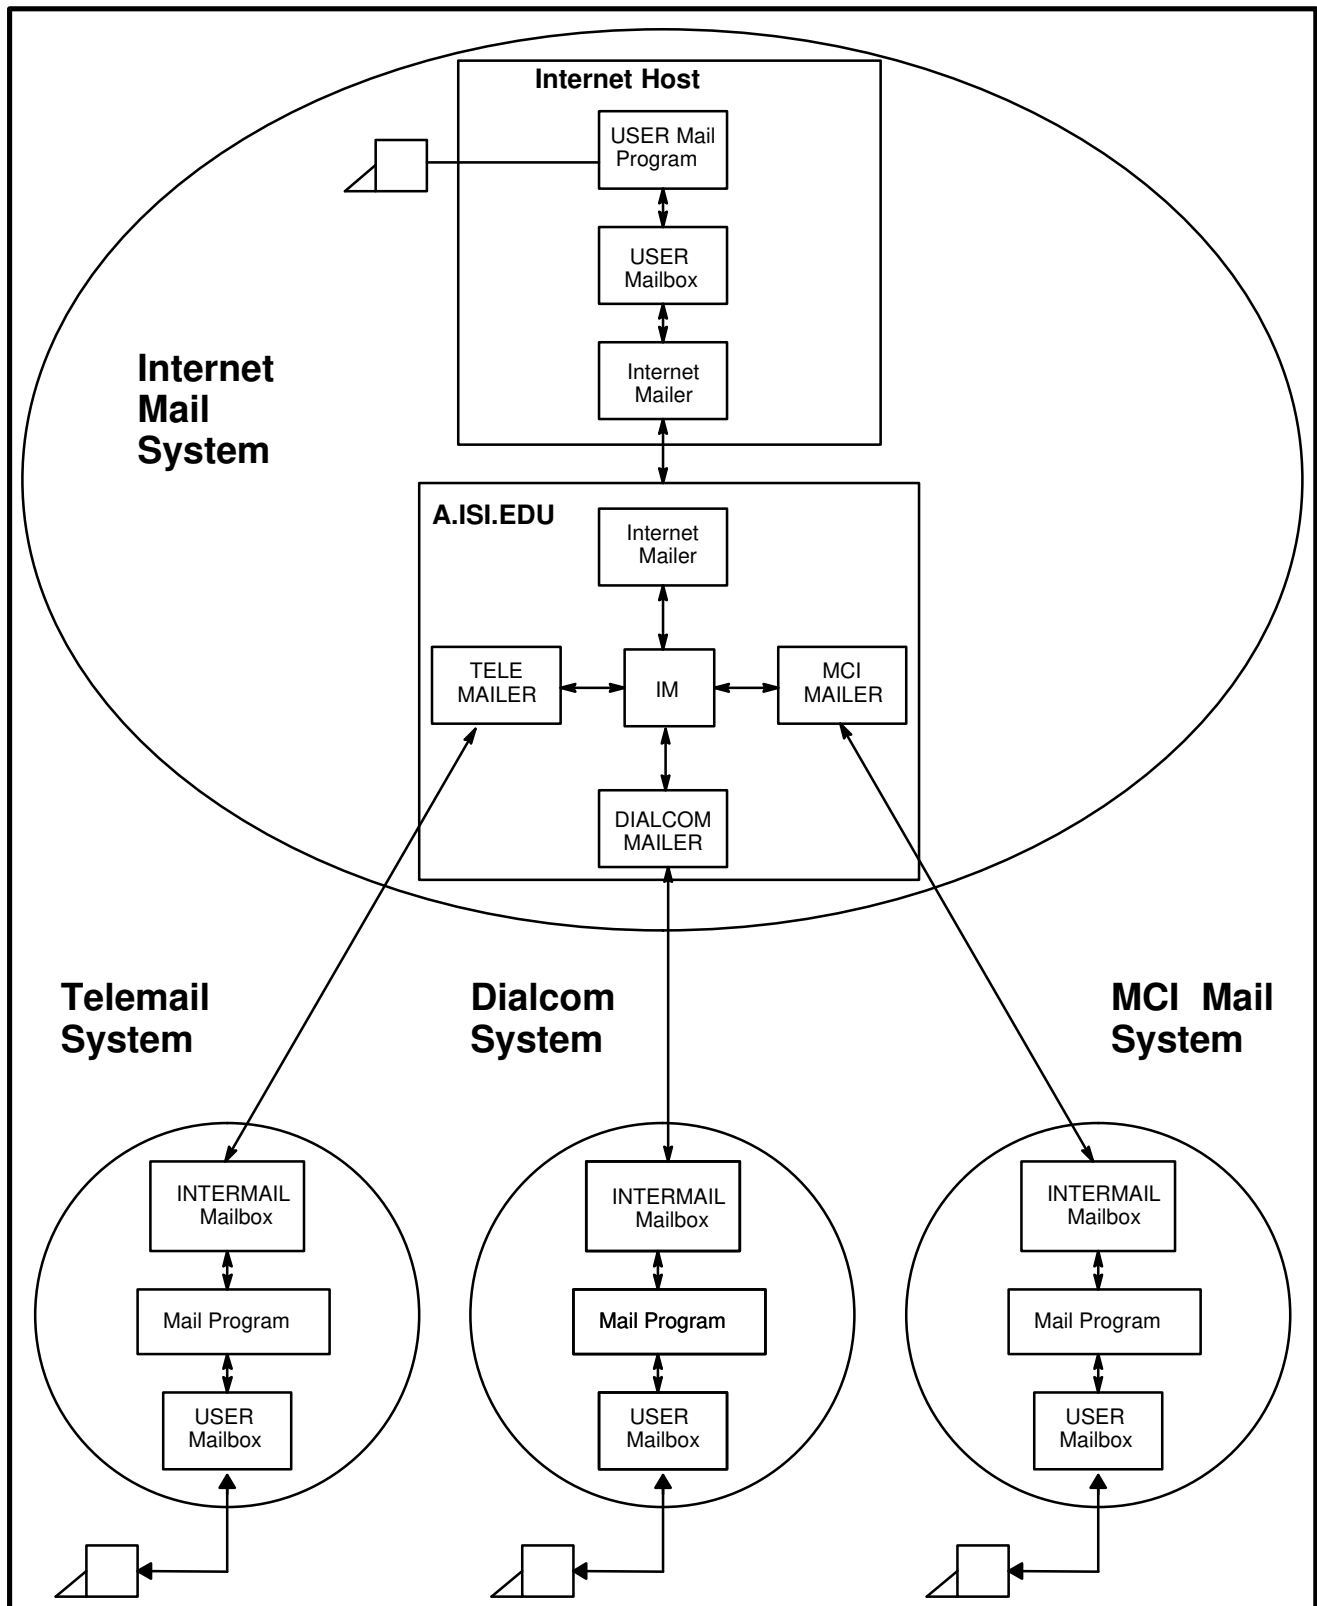 Internet Host
USER Mail
Program
USER
Mailbox
Internet
Mailer
Internet
Mail
System
A.ISI.EDU
Internet
Mailer
TELE
MAILER
IM
MCI
MAILER
DIALCOM
MAILER
Telemail
System
Dialcom
System
MCI Mail
System
INTERMAIL
Mailbox
Mail Program
USER
Mailbox
INTERMAIL
Mailbox
Mail Program
USER
Mailbox
INTERMAIL
Mailbox
Mail Program
USER
Mailbox